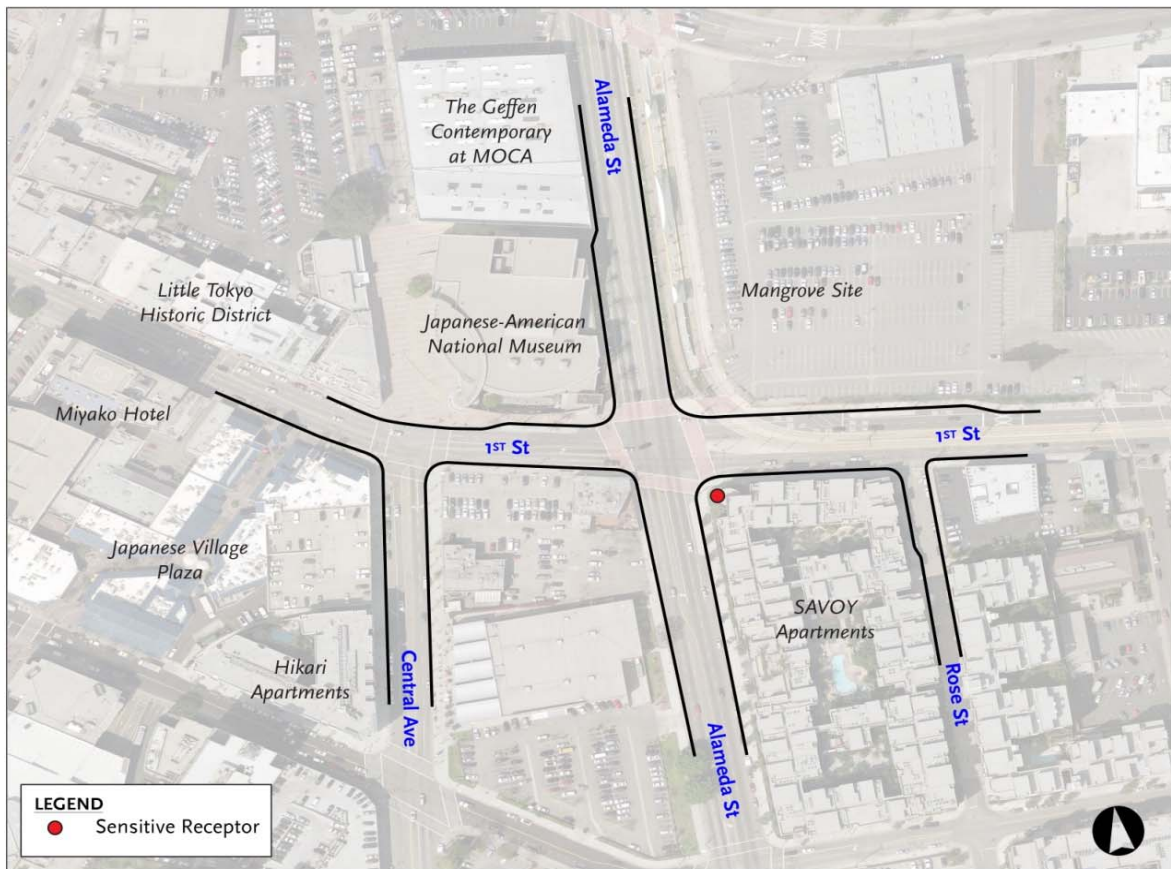 The Geffen
Contemporary
at MOCA
Alameda St
Little Tokyo
Historic District
Japanese-American
National Museum
Mangrove Site
Miyako Hotel
1ST St
1ST St
Japanese Village
Plaza
SAVOY
Apartments
Hikari
Apartments
Central Ave
Rose St
Alameda St
LEGEND
Sensitive Receptor